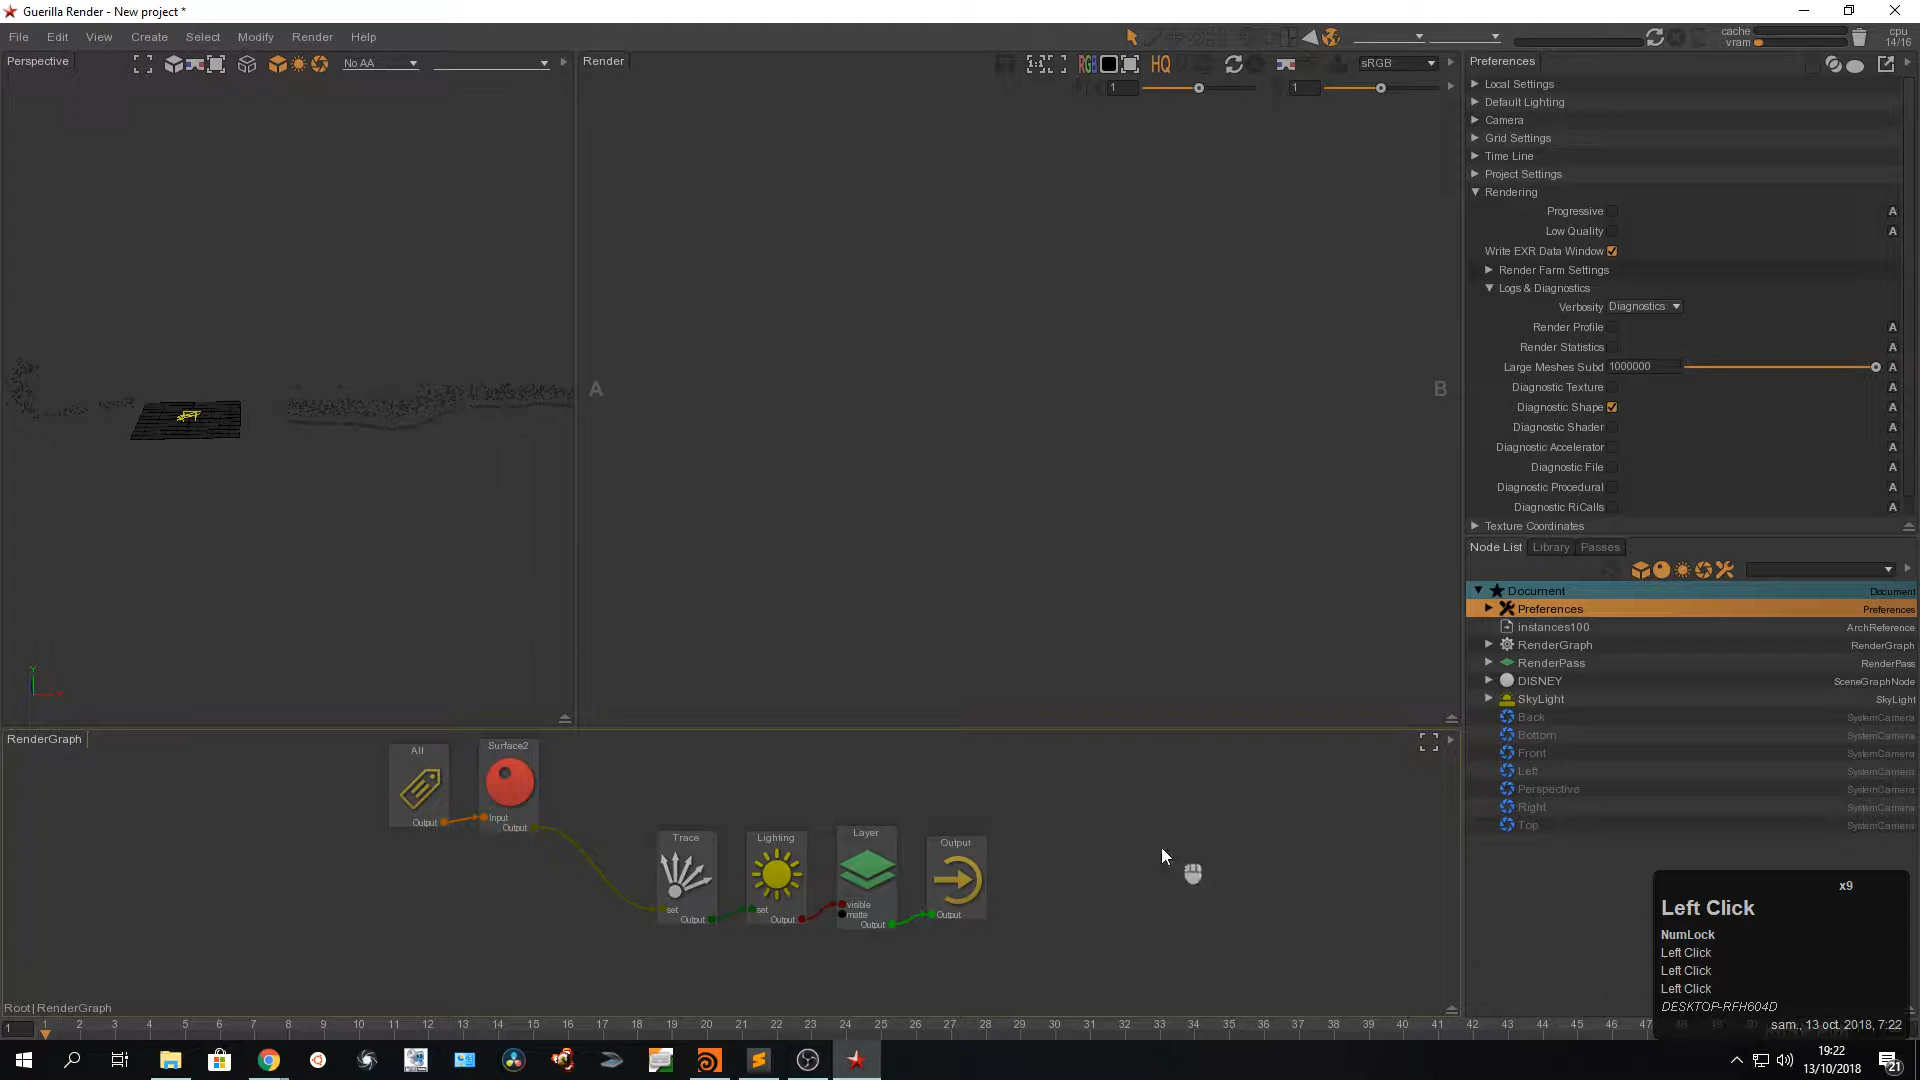 Guerilla Render - New project *
File Edit View Create Select Modify Render Help
cache
vram
cpu
14/16
Perspective
No AA
Render
1:1
RGB
HQ
sRGB
1
1
A
B
Preferences
Local Settings
Default Lighting
Camera
Grid Settings
Time Line
Project Settings
Rendering
Progressive A
Low Quality A
Write EXR Data Window
Render Farm Settings
Logs & Diagnostics
Verbosity Diagnostics
Render Profile A
Render Statistics A
Large Meshes Subd 1000000 A
Diagnostic Texture A
Diagnostic Shape A
Diagnostic Shader A
Diagnostic Accelerator A
Diagnostic File A
Diagnostic Procedural A
Diagnostic RiCalls A
Texture Coordinates
Node List Library Passes
Document Document
Preferences Preferences
instances100 ArchReference
RenderGraph RenderGraph
RenderPass RenderPass
DISNEY SceneGraphNode
SkyLight SkyLight
Back SystemCamera
Bottom SystemCamera
Front SystemCamera
Left SystemCamera
Perspective SystemCamera
Right SystemCamera
Top SystemCamera
RenderGraph
All
Output
Surface2
Input
Output
Trace
set
Output
Lighting
set
Output
Layer
visible
matte
Output
Output
Output
Root|RenderGraph
1 1 2 3 4 5 6 7 8 9 10 11 12 13 14 15 16 17 18 19 20 21 22 23 24 25 26 27 28 29 30 31 32 33 34 35 36 37 38 39 40 41 42 43 44 45 46 47 48 49
x9
Left Click
NumLock
Left Click
Left Click
Left Click
DESKTOP-RFH604D
sam., 13 oct. 2018, 7:22
19:22
13/10/2018
21